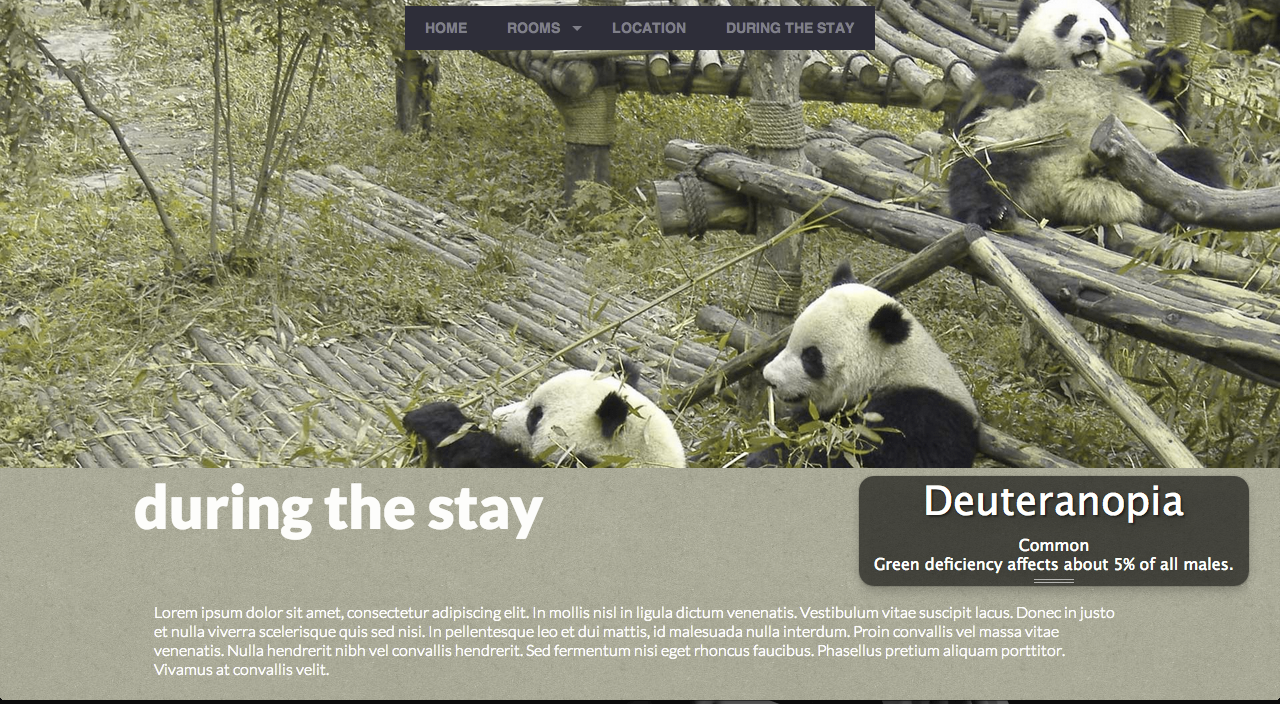 HOME ROOMS LOCATION DURING THE STAY
during the stay
Deuteranopia
Common
Green deficiency affects about 5% of all males.
Lorem ipsum dolor sit amet, consectetur adipiscing elit. In mollis nisl in ligula dictum venenatis. Vestibulum vitae suscipit lacus. Donec in justo
et nulla viverra scelerisque quis sed nisi. In pellentesque leo et dui mattis, id malesuada nulla interdum. Proin convallis vel massa vitae
venenatis. Nulla hendrerit nibh vel convallis hendrerit. Sed fermentum nisi eget rhoncus faucibus. Phasellus pretium aliquam porttitor.
Vivamus at convallis velit.